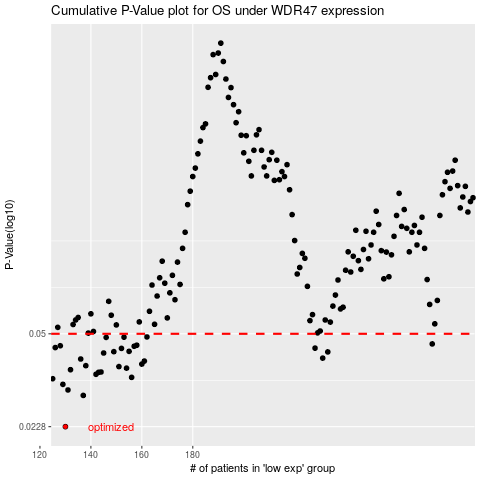 Cumulative P-Value plot for OS under WDR47 expression
P-Value(log10)
0.05
0.0228
optimized
120 140 160 180
# of patients in 'low exp' group